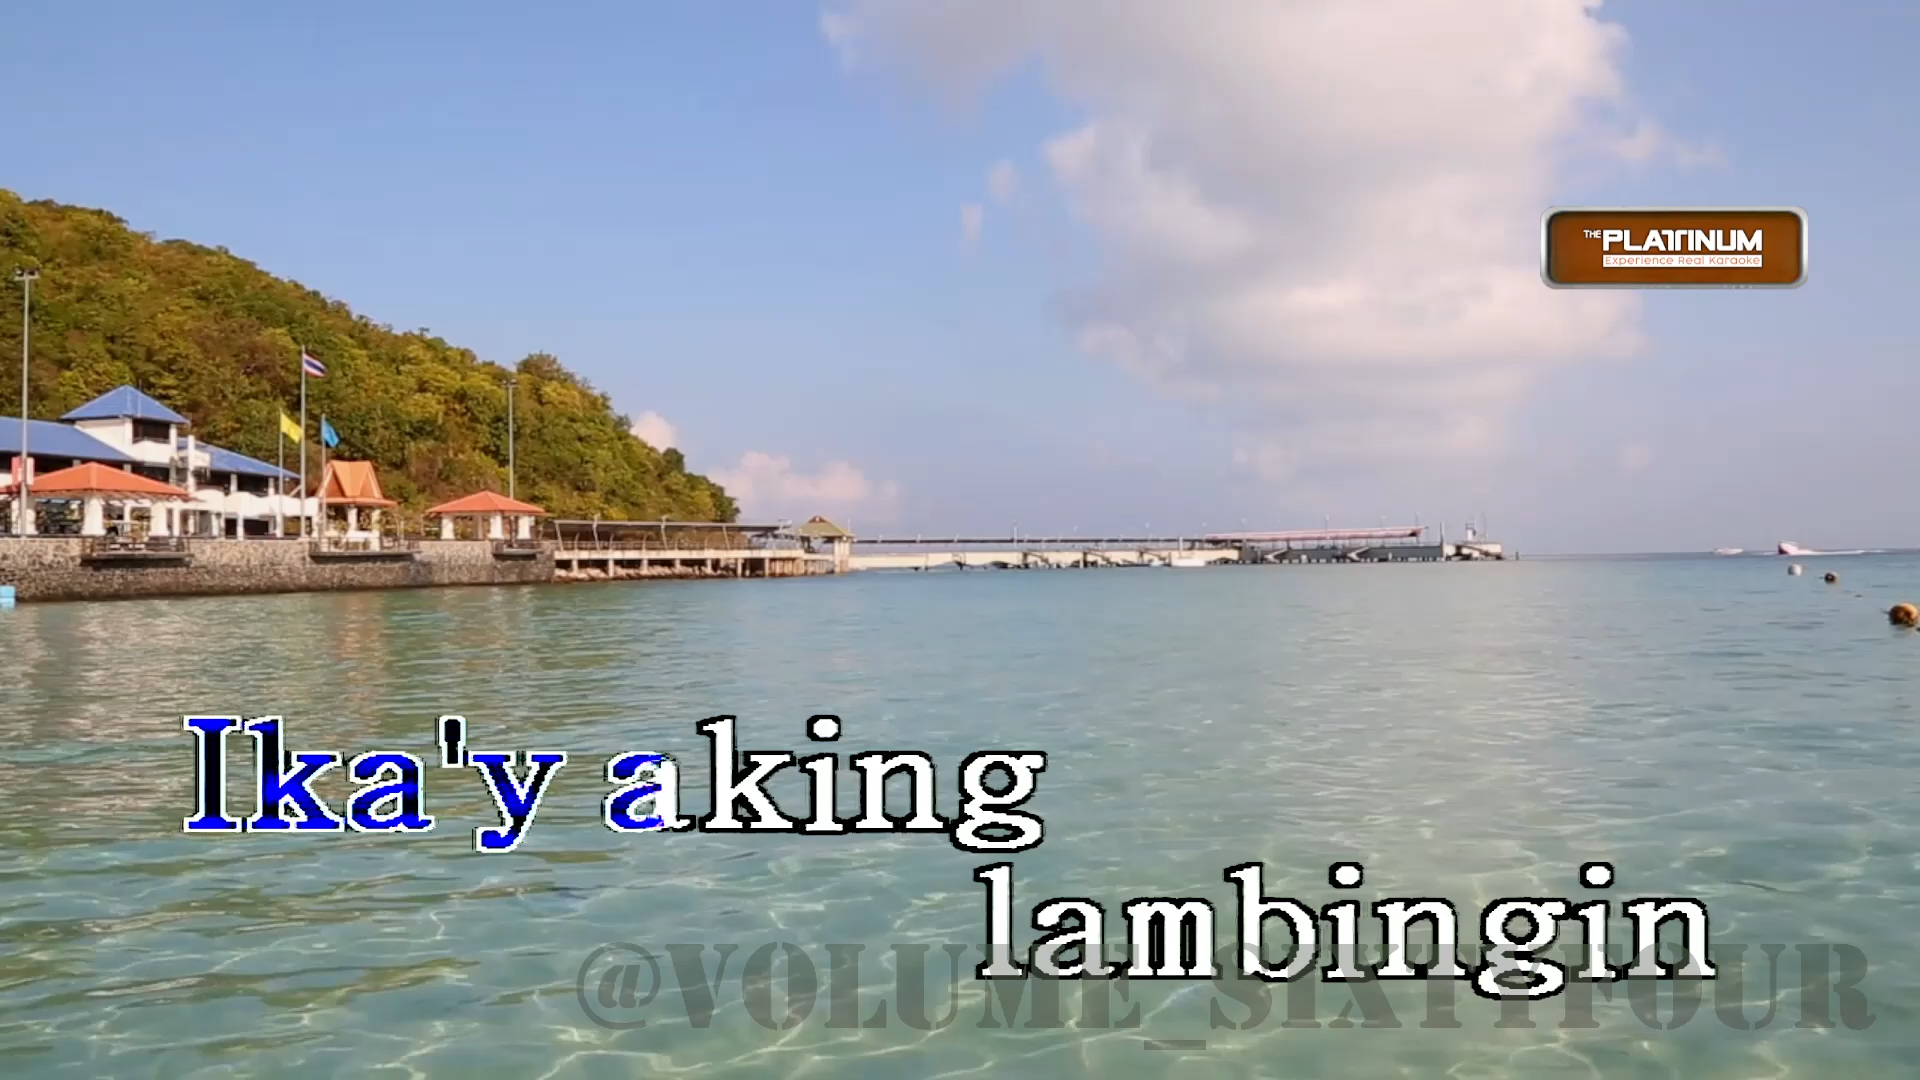 THE PLATINUM
Experience Real Karaoke
Ika'y aking
lambingin
@VOLUME_SIXTYFOUR